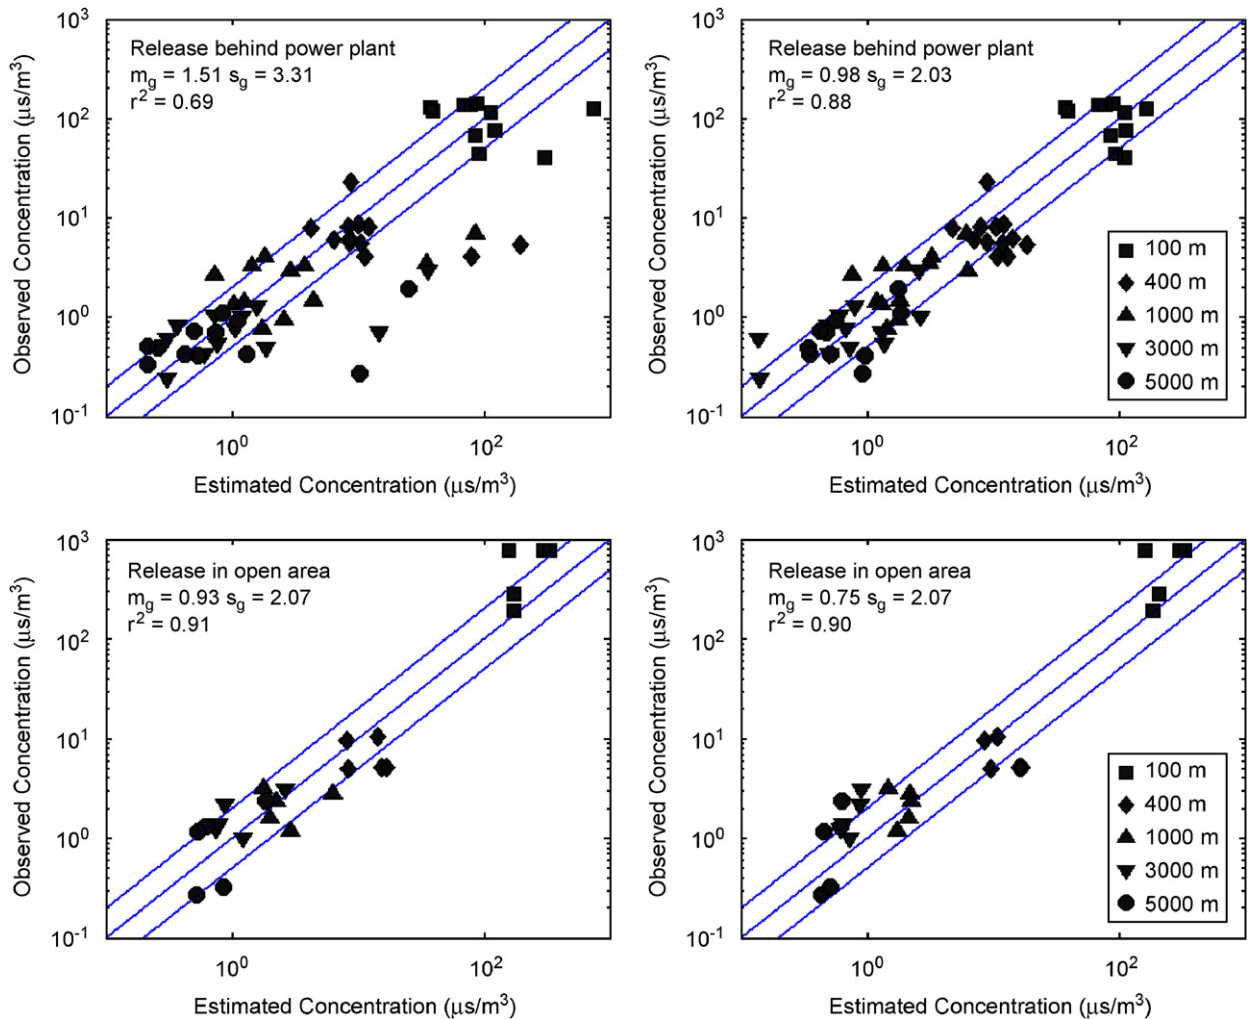 Release behind power plant
m_g = 1.51 s_g = 3.31
r² = 0.69
Observed Concentration (μs/m³)
10³
10²
10¹
10⁰
10⁻¹
10⁰
10²
Estimated Concentration (μs/m³)
Release behind power plant
m_g = 0.98 s_g = 2.03
r² = 0.88
Observed Concentration (μs/m³)
10³
10²
10¹
10⁰
10⁻¹
100 m
400 m
1000 m
3000 m
5000 m
10⁰
10²
Estimated Concentration (μs/m³)
Release in open area
m_g = 0.93 s_g = 2.07
r² = 0.91
Observed Concentration (μs/m³)
10³
10²
10¹
10⁰
10⁻¹
10⁰
10²
Estimated Concentration (μs/m³)
Release in open area
m_g = 0.75 s_g = 2.07
r² = 0.90
Observed Concentration (μs/m³)
10³
10²
10¹
10⁰
10⁻¹
100 m
400 m
1000 m
3000 m
5000 m
10⁰
10²
Estimated Concentration (μs/m³)